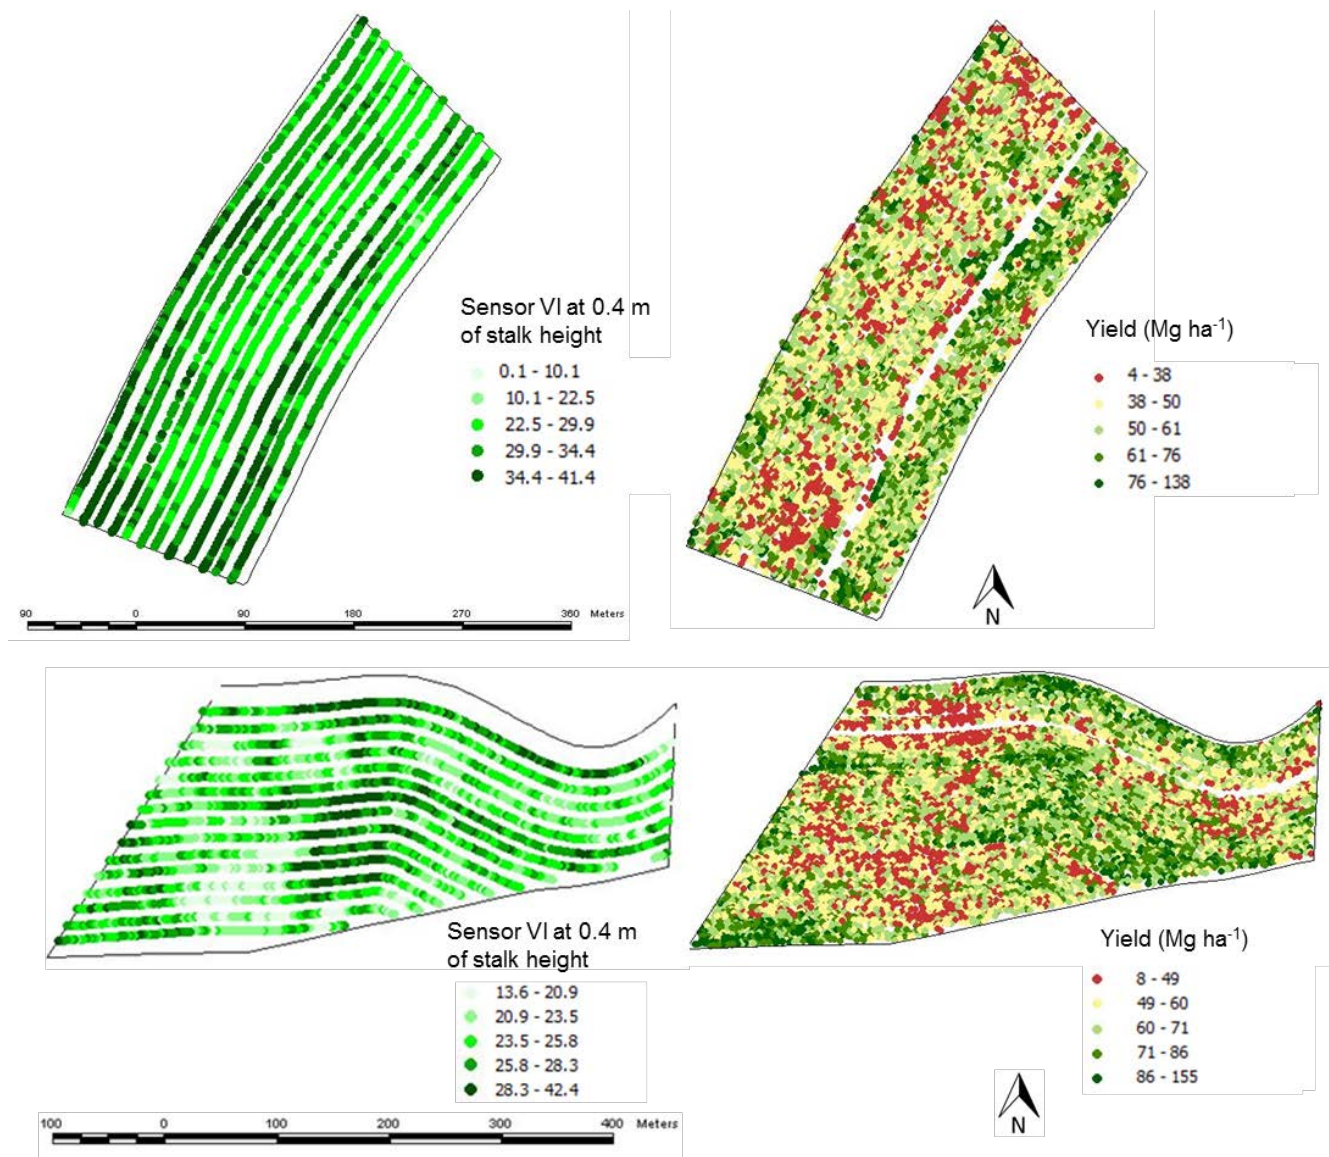 Sensor VI at 0.4 m
of stalk height
0.1 - 10.1
10.1 - 22.5
22.5 - 29.9
29.9 - 34.4
34.4 - 41.4
Yield (Mg ha⁻¹)
4 - 38
38 - 50
50 - 61
61 - 76
76 - 138
N
90 0 90 180 270 360 Meters
Sensor VI at 0.4 m
of stalk height
13.6 - 20.9
20.9 - 23.5
23.5 - 25.8
25.8 - 28.3
28.3 - 42.4
Yield (Mg ha⁻¹)
8 - 49
49 - 60
60 - 71
71 - 86
86 - 155
N
100 0 100 200 300 400 Meters